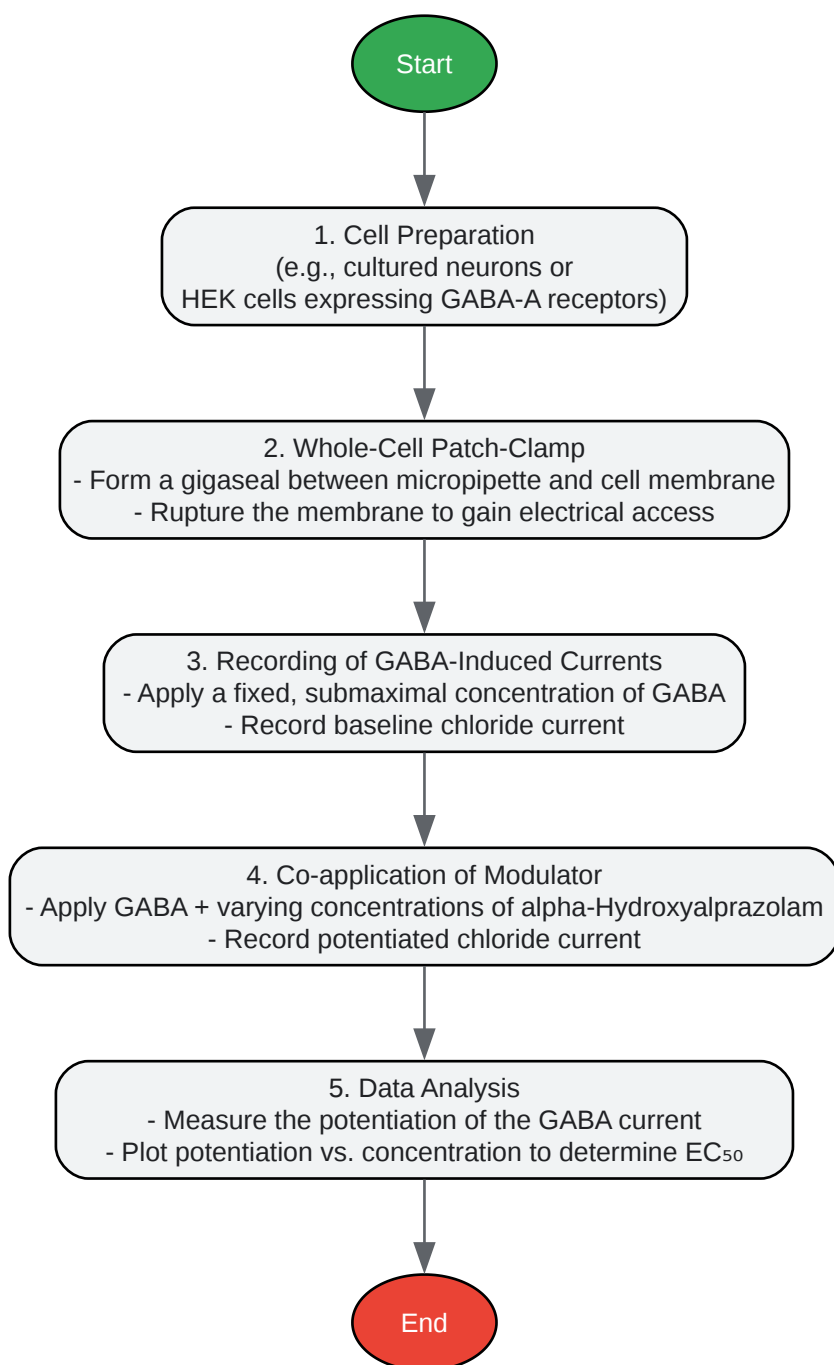 Start
1. Cell Preparation
(e.g., cultured neurons or
HEK cells expressing GABA-A receptors)
2. Whole-Cell Patch-Clamp
- Form a gigaseal between micropipette and cell membrane
- Rupture the membrane to gain electrical access
3. Recording of GABA-Induced Currents
- Apply a fixed, submaximal concentration of GABA
- Record baseline chloride current
4. Co-application of Modulator
- Apply GABA + varying concentrations of alpha-Hydroxyalprazolam
- Record potentiated chloride current
5. Data Analysis
- Measure the potentiation of the GABA current
- Plot potentiation vs. concentration to determine EC₅₀
End